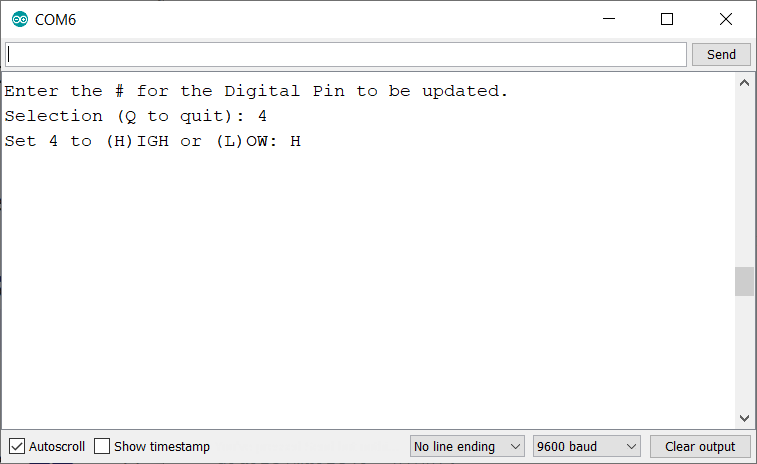 COM6
Send
Enter the # for the Digital Pin to be updated.
Selection (Q to quit): 4
Set 4 to (H)IGH or (L)OW: H
Autoscroll Show timestamp No line ending 9600 baud Clear output